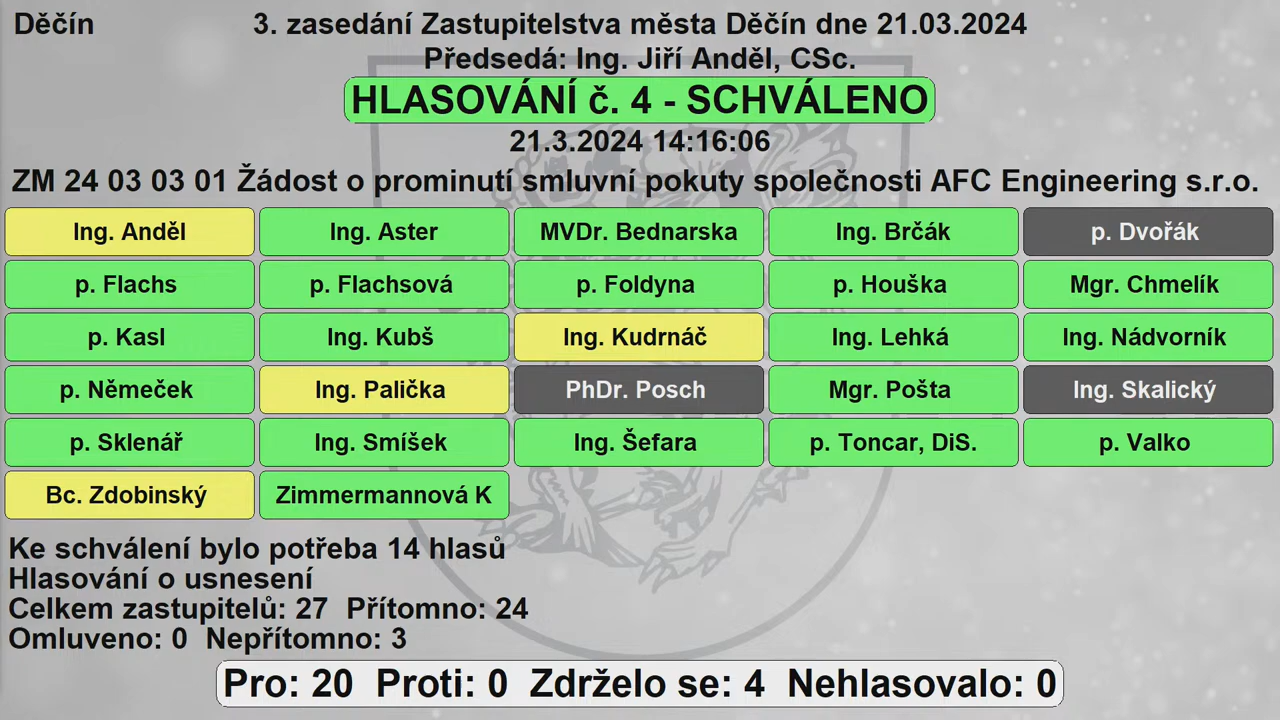 Děčín 3. zasedání Zastupitelstva města Děčín dne 21.03.2024
Předsedá: Ing. Jiří Anděl, CSc.
HLASOVÁNÍ č. 4 - SCHVÁLENO
21.3.2024 14:16:06
ZM 24 03 03 01 Žádost o prominutí smluvní pokuty společnosti AFC Engineering s.r.o.
Ing. Anděl Ing. Aster MVDr. Bednarska Ing. Brčák p. Dvořák
p. Flachs p. Flachsová p. Foldyna p. Houška Mgr. Chmelík
p. Kasl Ing. Kubš Ing. Kudrnáč Ing. Lehká Ing. Nádvorník
p. Němeček Ing. Palička PhDr. Posch Mgr. Pošta Ing. Skalický
p. Sklenář Ing. Smíšek Ing. Šefara p. Toncar, DiS. p. Valko
Bc. Zdobinský Zimmermannová K
Ke schválení bylo potřeba 14 hlasů
Hlasování o usnesení
Celkem zastupitelů: 27 Přítomno: 24
Omluveno: 0 Nepřítomno: 3
Pro: 20 Proti: 0 Zdrželo se: 4 Nehlasovalo: 0